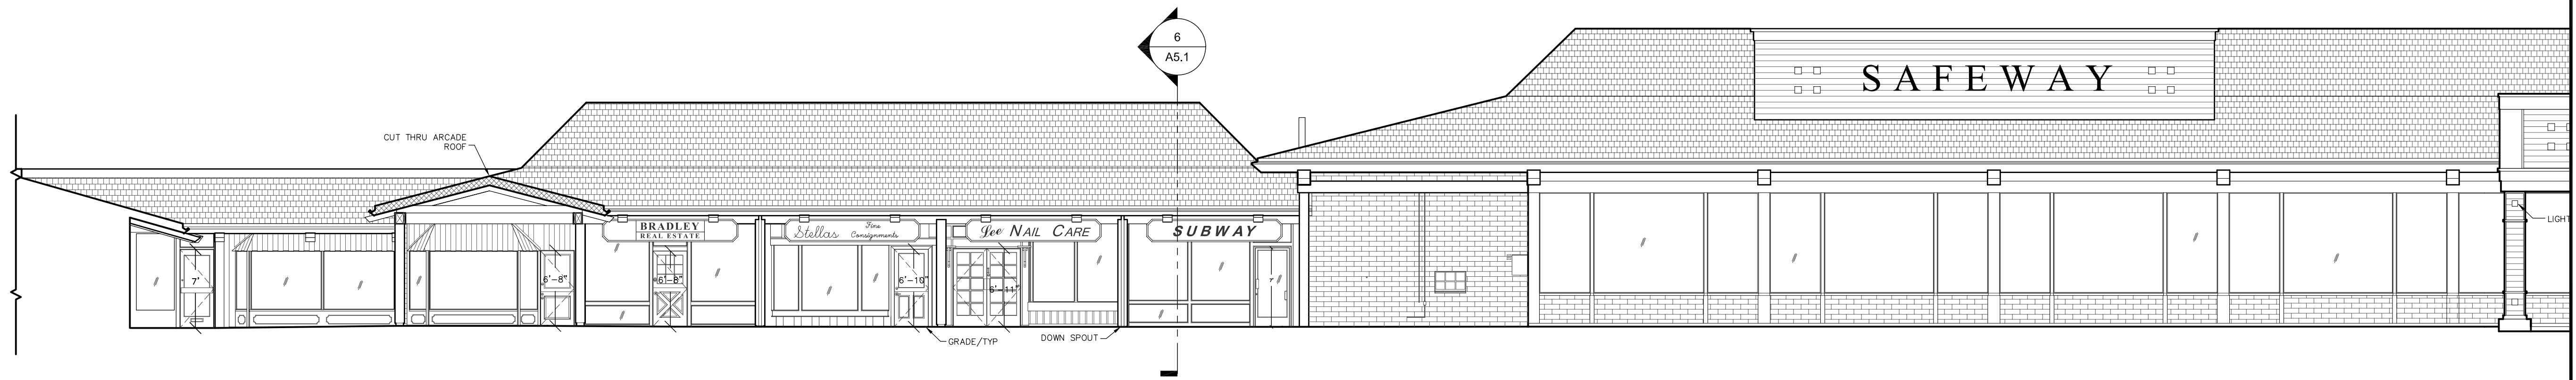 6
A5.1
SAFEWAY
CUT THRU ARCADE
ROOF
BRADLEY
REAL ESTATE
Stellas
Fine
Consignments
Lee NAIL CARE
SUBWAY
LIGHT
7'
6'-8"
6'-8"
6'-10"
6'-11"
7'
GRADE/TYP
DOWN SPOUT